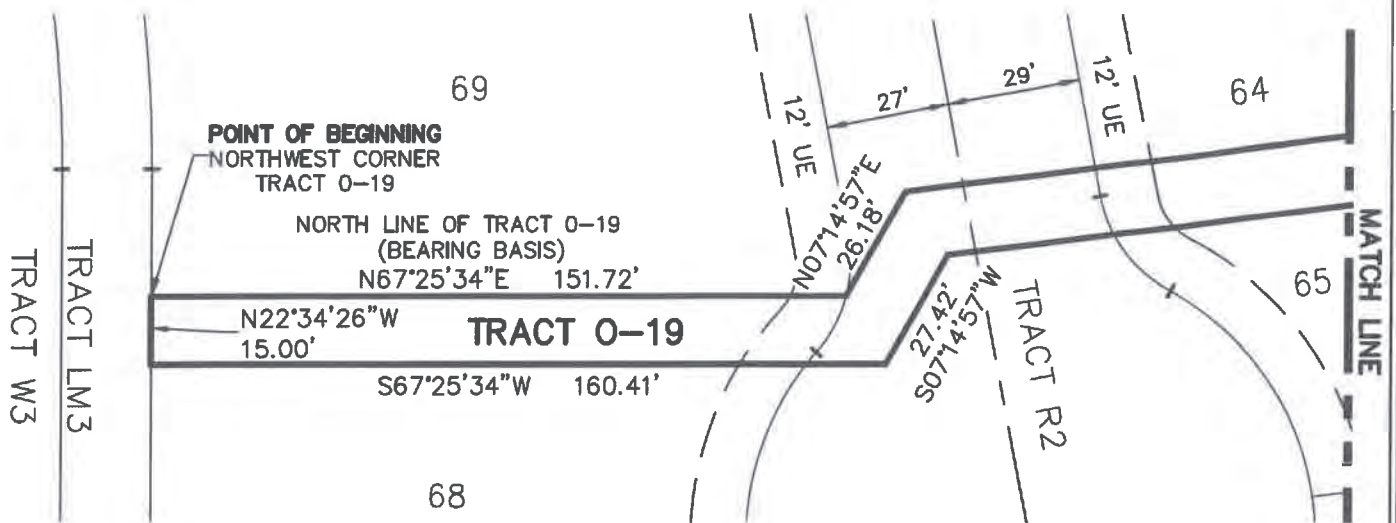 69
POINT OF BEGINNING
NORTHWEST CORNER
TRACT O-19
NORTH LINE OF TRACT O-19
(BEARING BASIS)
N67°25'34"E 151.72'
N22°34'26"W
15.00'
TRACT O-19
S67°25'34"W 160.41'
68
TRACT W3
TRACT LM3
12' UE
27'
29'
12' UE
64
N07°14'57"E
26.18'
27.42'
S07°14'57"W
TRACT R2
65
MATCH LINE